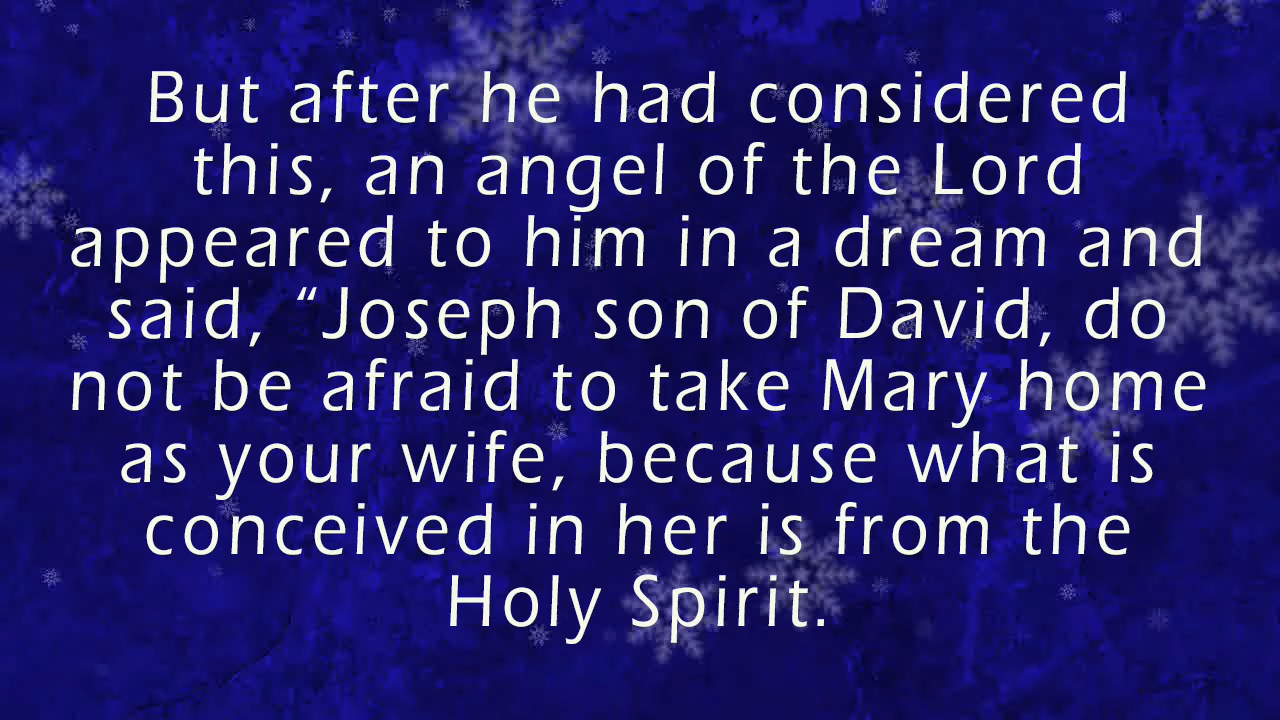 But after he had considered
this, an angel of the Lord
appeared to him in a dream and
said, “Joseph son of David, do
not be afraid to take Mary home
as your wife, because what is
conceived in her is from the
Holy Spirit.